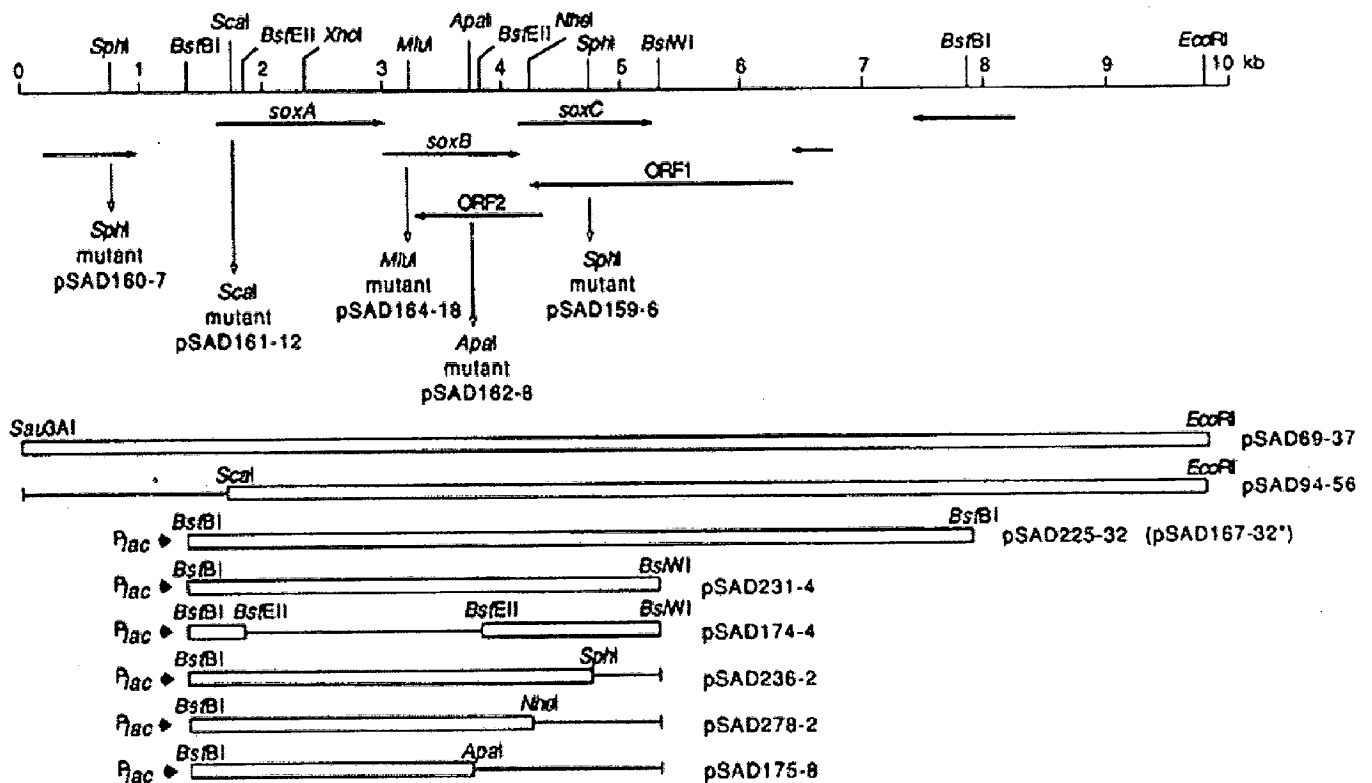 SphI BstBI ScaI BstEII XhoI MluI ApaI BstEII NheI SphI BsiWI BstBI EcoRI
0 1 2 3 4 5 6 7 8 9 10 kb
soxA soxC
soxB
ORF1
ORF2
SphI
mutant
pSAD160-7
ScaI
mutant
pSAD161-12
MluI
mutant
pSAD164-18
ApaI
mutant
pSAD162-8
SphI
mutant
pSAD159-6
Sau3AI EcoRI
pSAD69-37
ScaI EcoRI
pSAD94-56
BstBI BstBI
Plac pSAD225-32 (pSAD167-32*)
BstBI BsiWI
Plac pSAD231-4
BstBI BstEII BstEII BsiWI
Plac pSAD174-4
BstBI SphI
Plac pSAD236-2
BstBI NheI
Plac pSAD278-2
BstBI ApaI
Plac pSAD175-8